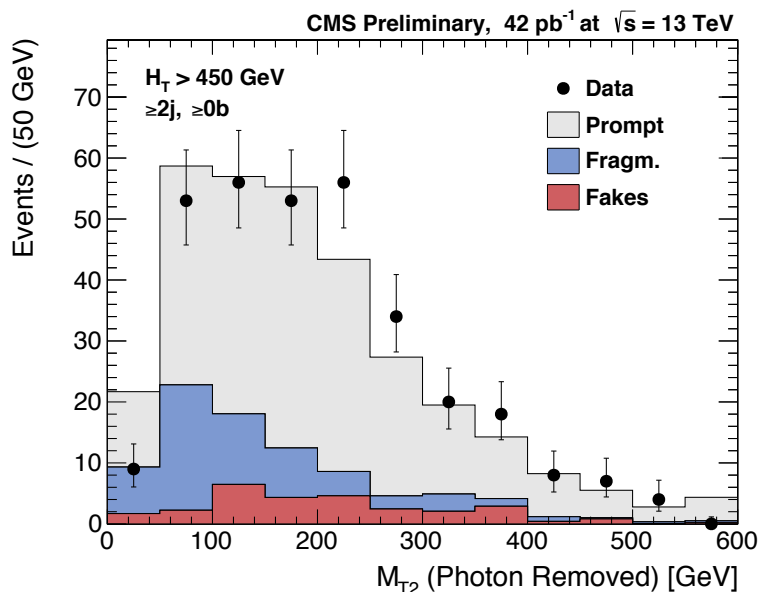 CMS Preliminary, 42 pb⁻¹ at √s = 13 TeV
H_T > 450 GeV
≥2j, ≥0b
Data
Prompt
Fragm.
Fakes
Events / (50 GeV)
70
60
50
40
30
20
10
0
0 100 200 300 400 500 600
M_T2 (Photon Removed) [GeV]